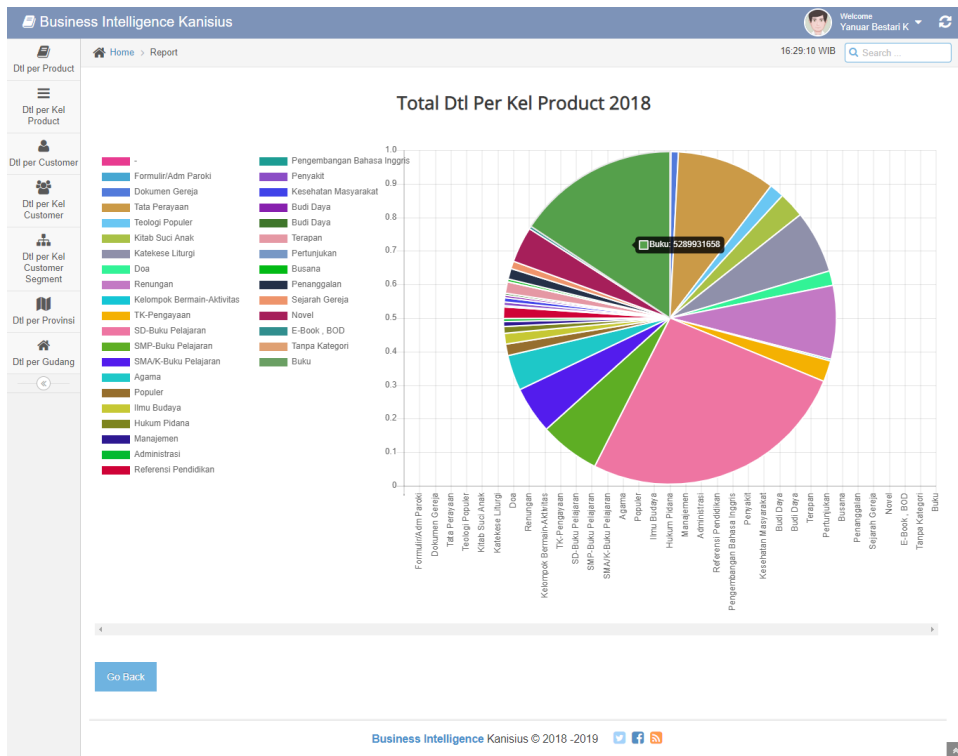 Business Intelligence Kanisius
Welcome
Yanuar Bestari K
Home > Report
16:29:10 WIB
Search ...
Dtl per Product
Dtl per Kel
Product
Dtl per Customer
Dtl per Kel
Customer
Dtl per Kel
Customer
Segment
Dtl per Provinsi
Dtl per Gudang
Total Dtl Per Kel Product 2018
-
Formulir/Adm Paroki
Dokumen Gereja
Tata Perayaan
Teologi Populer
Kitab Suci Anak
Katekese Liturgi
Doa
Renungan
Kelompok Bermain-Aktivitas
TK-Pengayaan
SD-Buku Pelajaran
SMP-Buku Pelajaran
SMA/K-Buku Pelajaran
Agama
Populer
Ilmu Budaya
Hukum Pidana
Manajemen
Administrasi
Referensi Pendidikan
Pengembangan Bahasa Inggris
Penyakit
Kesehatan Masyarakat
Budi Daya
Budi Daya
Terapan
Pertunjukan
Busana
Penanggalan
Sejarah Gereja
Novel
E-Book , BOD
Tanpa Kategori
Buku
1.0
0.9
0.8
0.7
0.6
0.5
0.4
0.3
0.2
0.1
0
Buku: 5289931658
-
Formulir/Adm Paroki
Dokumen Gereja
Tata Perayaan
Teologi Populer
Kitab Suci Anak
Katekese Liturgi
Doa
Renungan
Kelompok Bermain-Aktivitas
TK-Pengayaan
SD-Buku Pelajaran
SMP-Buku Pelajaran
SMA/K-Buku Pelajaran
Agama
Populer
Ilmu Budaya
Hukum Pidana
Manajemen
Administrasi
Referensi Pendidikan
Pengembangan Bahasa Inggris
Penyakit
Kesehatan Masyarakat
Budi Daya
Budi Daya
Terapan
Pertunjukan
Busana
Penanggalan
Sejarah Gereja
Novel
E-Book , BOD
Tanpa Kategori
Buku
Go Back
Business Intelligence Kanisius © 2018 -2019